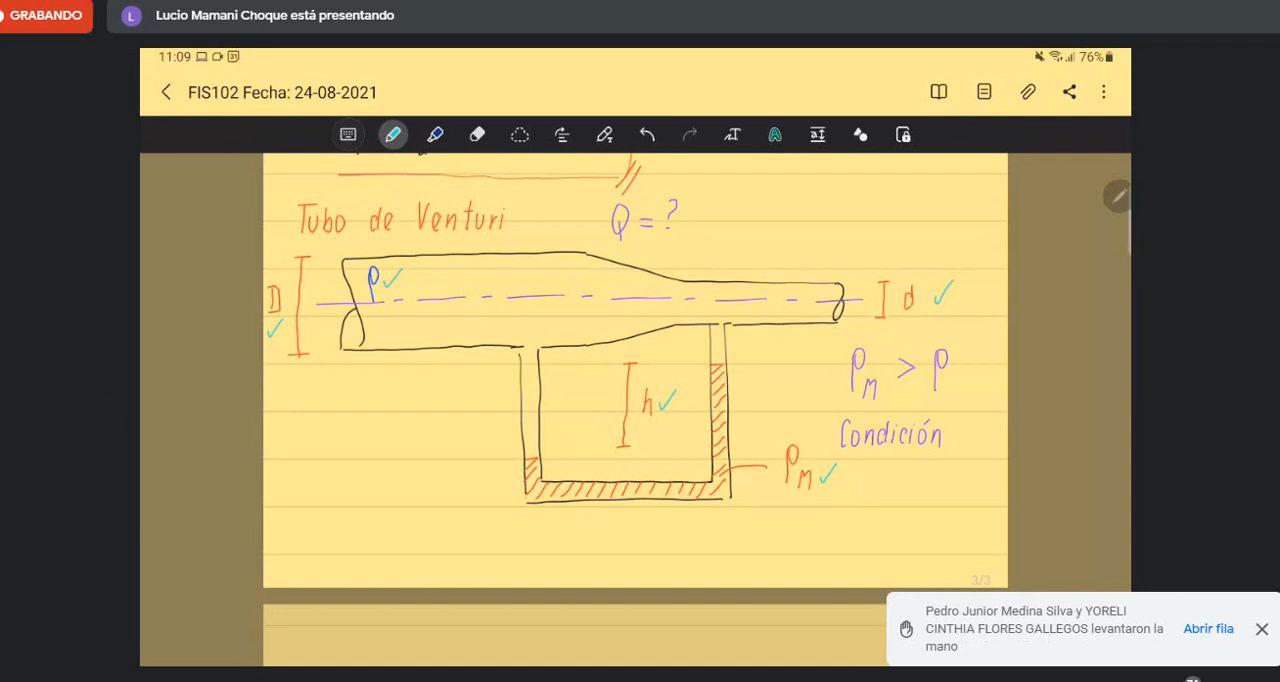 GRABANDO
L Lucio Mamani Choque está presentando
11:09 31 76%
FIS102 Fecha: 24-08-2021
Tubo de Venturi Q = ?
D
ρ
d
h
ρM > ρ
Condición
ρM
3/3
Pedro Junior Medina Silva y YORELI
CINTHIA FLORES GALLEGOS levantaron la
mano
Abrir fila